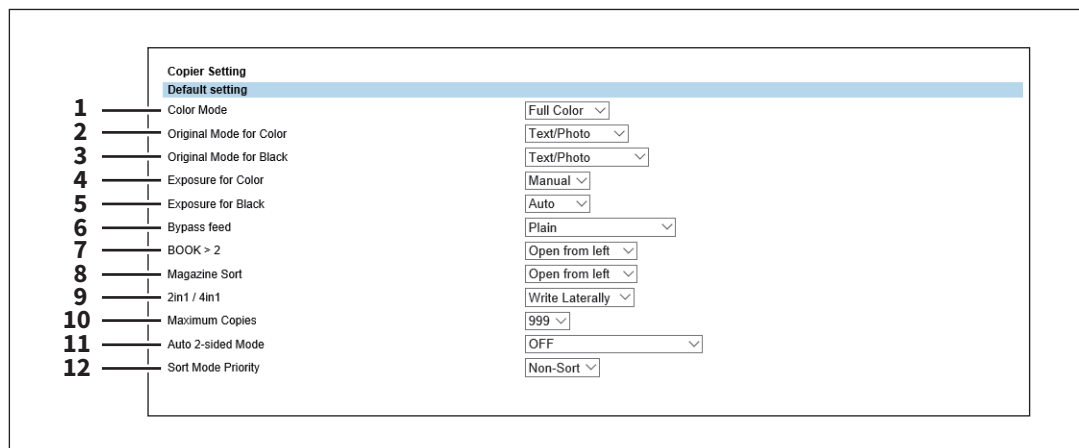 Copier Setting
Default setting
1 Color Mode Full Color
2 Original Mode for Color Text/Photo
3 Original Mode for Black Text/Photo
4 Exposure for Color Manual
5 Exposure for Black Auto
6 Bypass feed Plain
7 BOOK > 2 Open from left
8 Magazine Sort Open from left
9 2in1 / 4in1 Write Laterally
10 Maximum Copies 999
11 Auto 2-sided Mode OFF
12 Sort Mode Priority Non-Sort